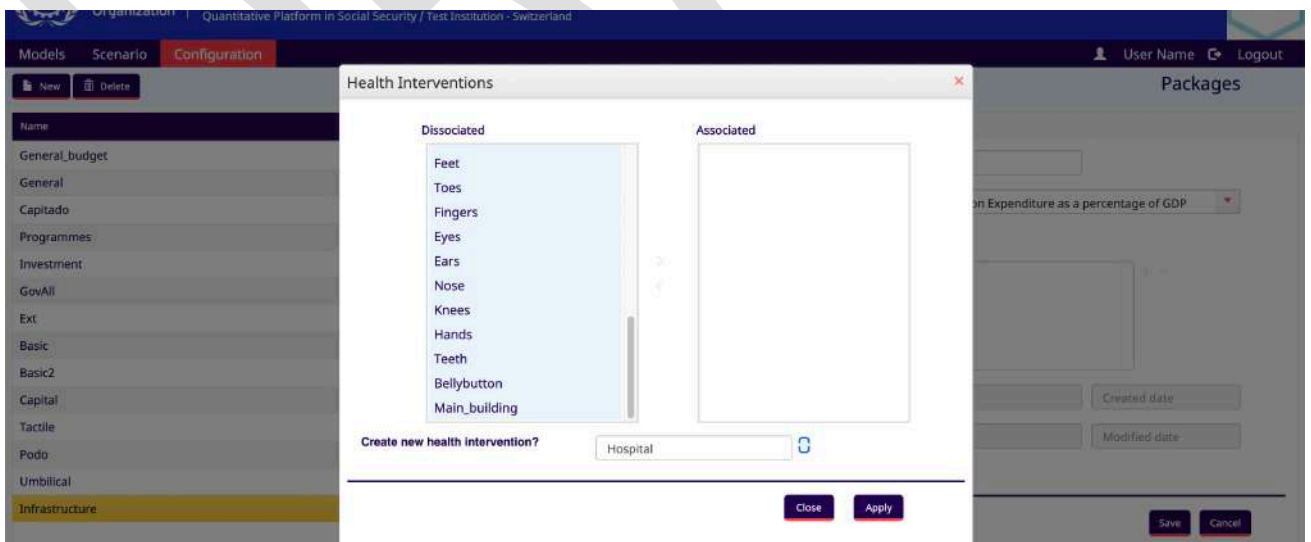 Organization | Quantitative Platform in Social Security / Test Institution - Switzerland
Models Scenario Configuration User Name Logout
New Delete
Packages
Name
General_budget
General
Capitado
Programmes
Investment
GovAll
Ext
Basic
Basic2
Capital
Tactile
Podo
Umbilical
Infrastructure
Health Interventions
Dissociated Associated
Feet
Toes
Fingers
Eyes
Ears
Nose
Knees
Hands
Teeth
Bellybutton
Main_building
Create new health intervention? Hospital
Close Apply
on Expenditure as a percentage of GDP
Created date
Modified date
Save Cancel